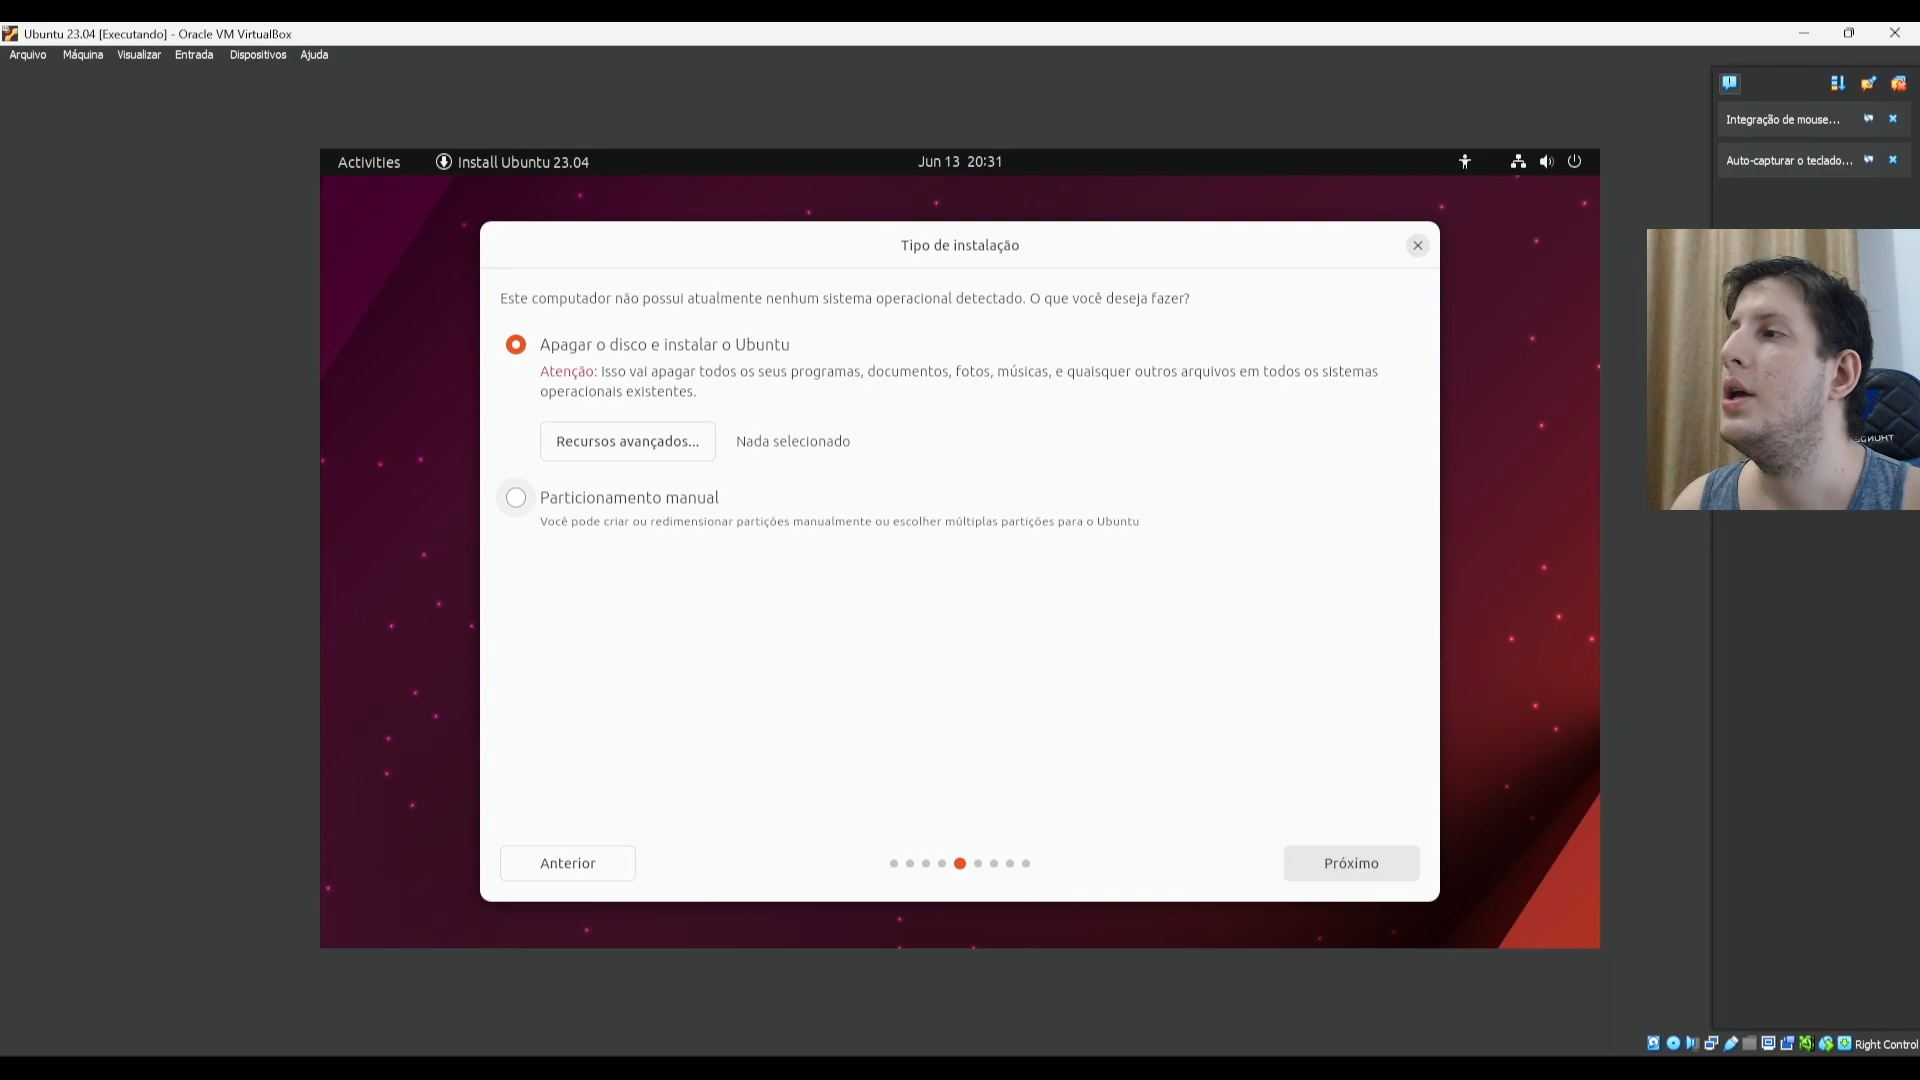 Ubuntu 23.04 [Executando] - Oracle VM VirtualBox
Arquivo Máquina Visualizar Entrada Dispositivos Ajuda
Integração de mouse...
Auto-capturar o teclado...
Activities Install Ubuntu 23.04 Jun 13 20:31
Tipo de instalação
Este computador não possui atualmente nenhum sistema operacional detectado. O que você deseja fazer?
Apagar o disco e instalar o Ubuntu
Atenção: Isso vai apagar todos os seus programas, documentos, fotos, músicas, e quaisquer outros arquivos em todos os sistemas
operacionais existentes.
Recursos avançados... Nada selecionado
Particionamento manual
Você pode criar ou redimensionar partições manualmente ou escolher múltiplas partições para o Ubuntu
Anterior Próximo
Right Control